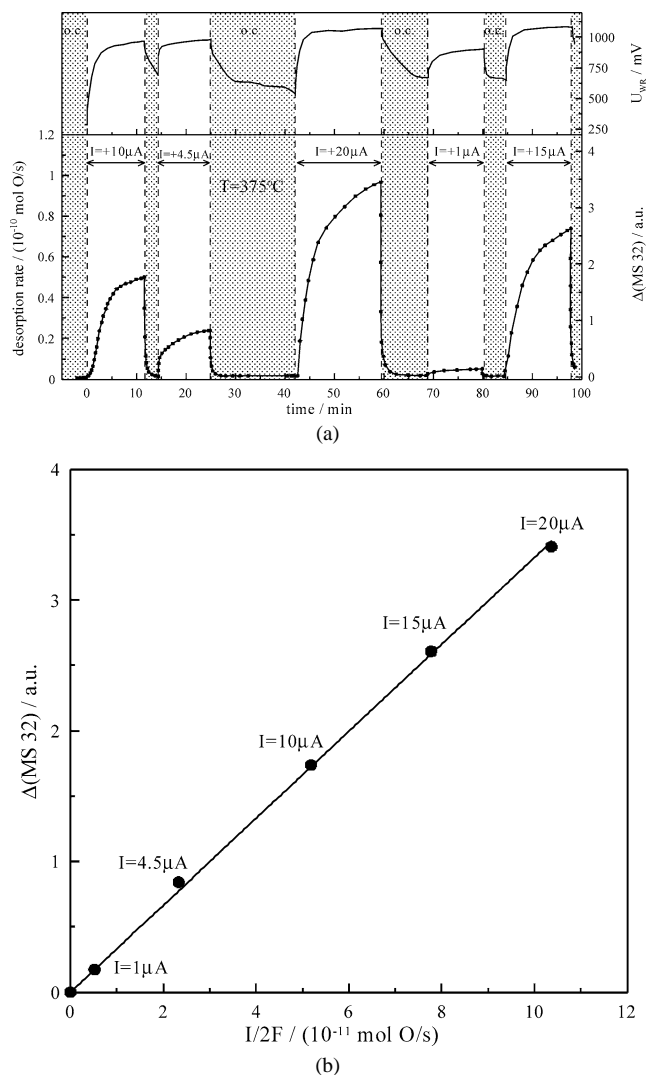 o.c. o.c. o.c. o.c.
1000
750
500
250
U_WR / mV
I=+10µA I=+4.5µA I=+20µA I=+1µA I=+15µA
T=375°C
1.2
1
0.8
0.6
0.4
0.2
0
desorption rate / (10^-10 mol O/s)
4
3
2
1
0
Δ(MS 32) / a.u.
0 10 20 30 40 50 60 70 80 90 100
time / min
(a)
4
3
2
1
0
Δ(MS 32) / a.u.
I=20µA
I=15µA
I=10µA
I=4.5µA
I=1µA
0 2 4 6 8 10 12
I/2F / (10^-11 mol O/s)
(b)